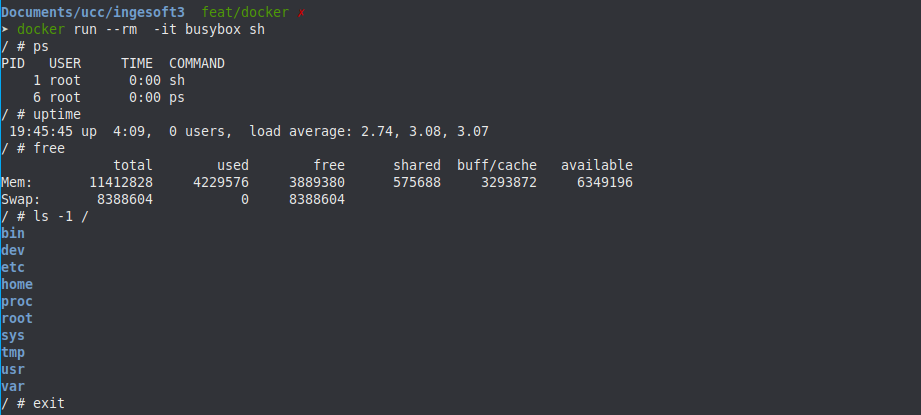 Documents/ucc/ingesoft3  feat/docker ✗
➤ docker run --rm  -it busybox sh
/ # ps
PID   USER     TIME  COMMAND
    1 root      0:00 sh
    6 root      0:00 ps
/ # uptime
 19:45:45 up  4:09,  0 users,  load average: 2.74, 3.08, 3.07
/ # free
              total        used        free      shared  buff/cache   available
Mem:       11412828     4229576     3889380      575688     3293872     6349196
Swap:       8388604           0     8388604
/ # ls -1 /
bin
dev
etc
home
proc
root
sys
tmp
usr
var
/ # exit